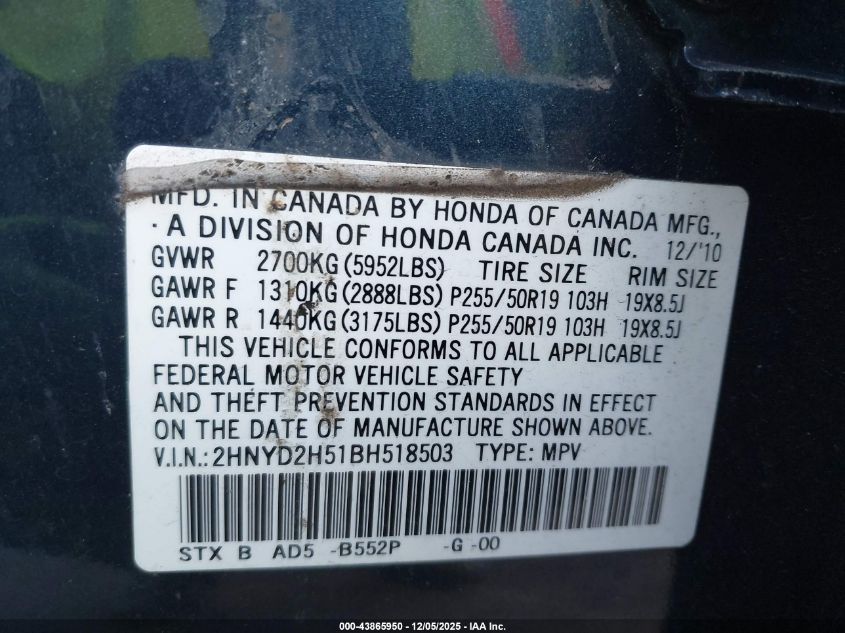 MFD. IN CANADA BY HONDA OF CANADA MFG.,
A DIVISION OF HONDA CANADA INC. 12/'10
GVWR 2700KG (5952LBS) TIRE SIZE RIM SIZE
GAWR F 1310KG (2888LBS) P255/50R19 103H 19X8.5J
GAWR R 1440KG (3175LBS) P255/50R19 103H 19X8.5J
THIS VEHICLE CONFORMS TO ALL APPLICABLE
FEDERAL MOTOR VEHICLE SAFETY
AND THEFT PREVENTION STANDARDS IN EFFECT
ON THE DATE OF MANUFACTURE SHOWN ABOVE.
V.I.N.:2HNYD2H51BH518503 TYPE: MPV
STX B AD5 -B552P -G -00
000-43865950 - 12/05/2025 - IAA Inc.